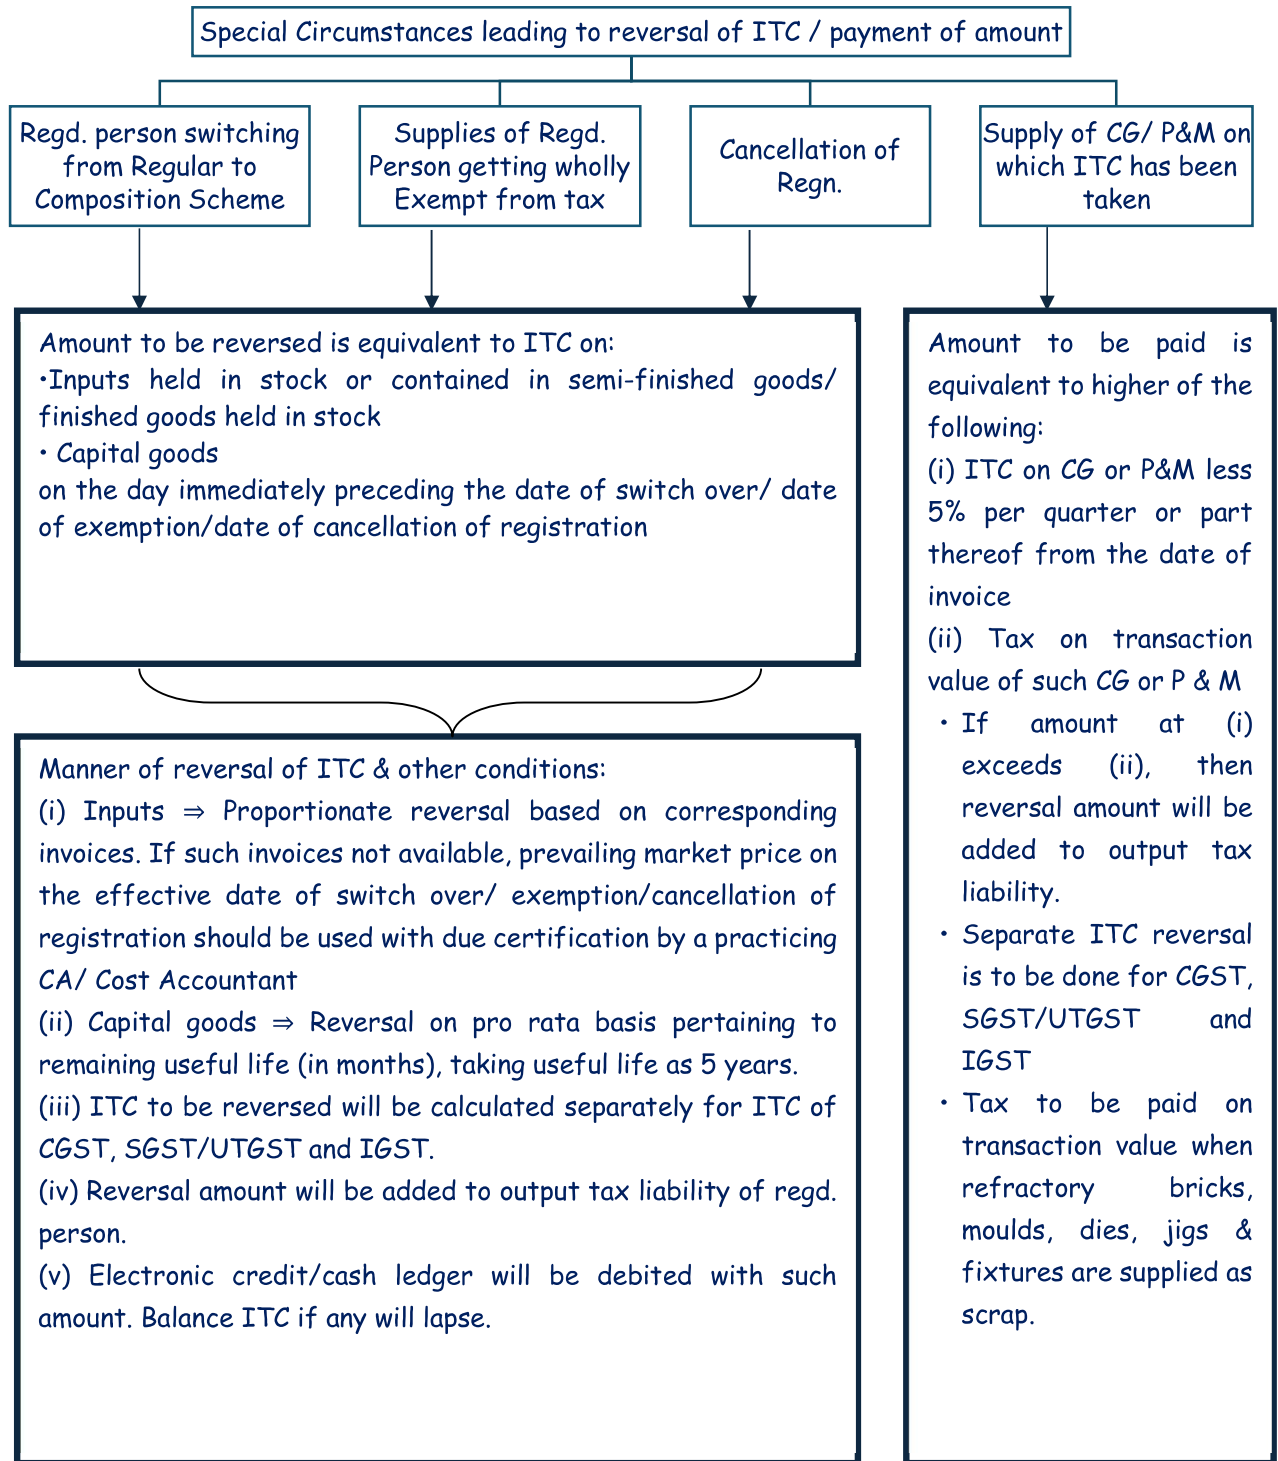 Special Circumstances leading to reversal of ITC / payment of amount
Regd. person switching
from Regular to
Composition Scheme
Supplies of Regd.
Person getting wholly
Exempt from tax
Cancellation of
Regn.
Supply of CG/ P&M on
which ITC has been
taken
Amount to be reversed is equivalent to ITC on:
•Inputs held in stock or contained in semi-finished goods/
finished goods held in stock
• Capital goods
on the day immediately preceding the date of switch over/ date
of exemption/date of cancellation of registration
Manner of reversal of ITC & other conditions:
(i) Inputs ⇒ Proportionate reversal based on corresponding
invoices. If such invoices not available, prevailing market price on
the effective date of switch over/ exemption/cancellation of
registration should be used with due certification by a practicing
CA/ Cost Accountant
(ii) Capital goods ⇒ Reversal on pro rata basis pertaining to
remaining useful life (in months), taking useful life as 5 years.
(iii) ITC to be reversed will be calculated separately for ITC of
CGST, SGST/UTGST and IGST.
(iv) Reversal amount will be added to output tax liability of regd.
person.
(v) Electronic credit/cash ledger will be debited with such
amount. Balance ITC if any will lapse.
Amount to be paid is
equivalent to higher of the
following:
(i) ITC on CG or P&M less
5% per quarter or part
thereof from the date of
invoice
(ii) Tax on transaction
value of such CG or P & M
• If amount at (i)
exceeds (ii), then
reversal amount will be
added to output tax
liability.
• Separate ITC reversal
is to be done for CGST,
SGST/UTGST and
IGST
• Tax to be paid on
transaction value when
refractory bricks,
moulds, dies, jigs &
fixtures are supplied as
scrap.